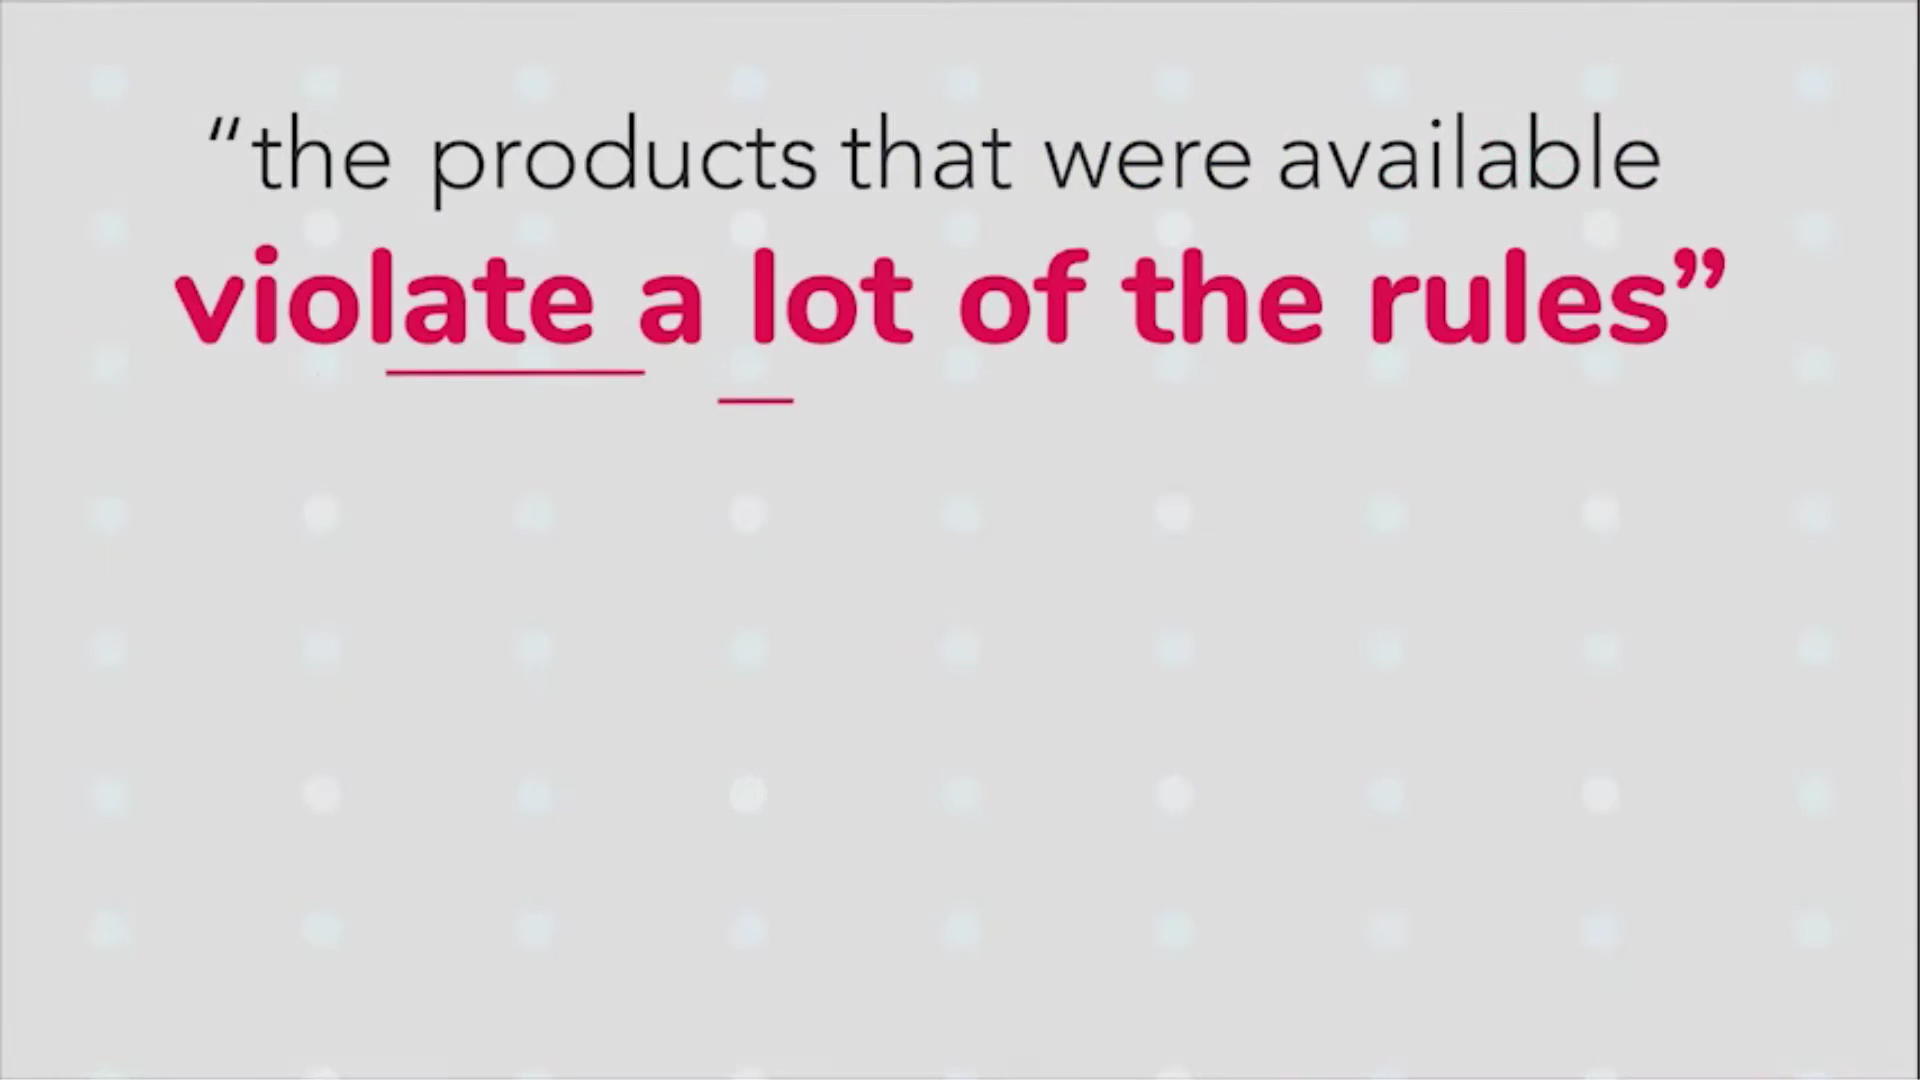 “the products that were available
violate a lot of the rules”